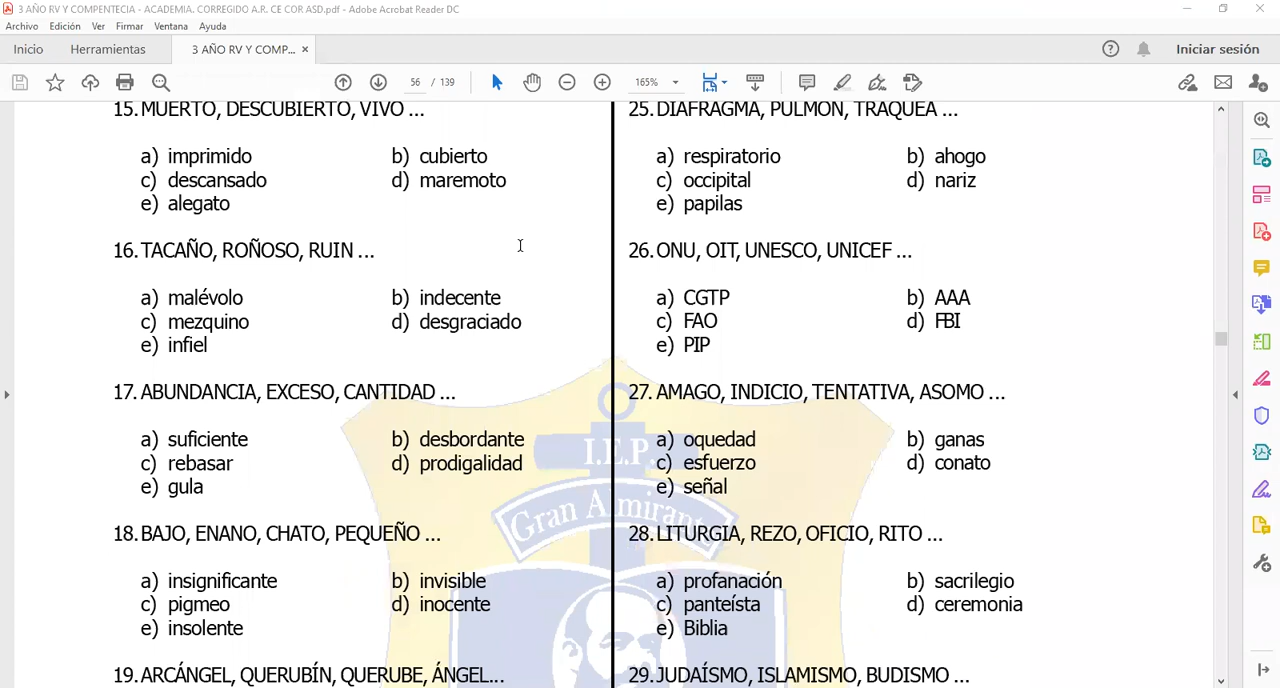 3 AÑO RV Y COMPENTECIA - ACADEMIA. CORREGIDO A.R. CE COR ASD.pdf - Adobe Acrobat Reader DC
Archivo Edición Ver Firmar Ventana Ayuda
Inicio Herramientas 3 AÑO RV Y COMP... × Iniciar sesión
56 / 139 165%
15. MUERTO, DESCUBIERTO, VIVO ...
a) imprimido b) cubierto
c) descansado d) maremoto
e) alegato
16. TACAÑO, ROÑOSO, RUIN ...
a) malévolo b) indecente
c) mezquino d) desgraciado
e) infiel
17. ABUNDANCIA, EXCESO, CANTIDAD ...
a) suficiente b) desbordante
c) rebasar d) prodigalidad
e) gula
18. BAJO, ENANO, CHATO, PEQUEÑO ...
a) insignificante b) invisible
c) pigmeo d) inocente
e) insolente
19. ARCÁNGEL, QUERUBÍN, QUERUBE, ÁNGEL...
25. DIAFRAGMA, PULMÓN, TRÁQUEA ...
a) respiratorio b) ahogo
c) occipital d) nariz
e) papilas
26. ONU, OIT, UNESCO, UNICEF ...
a) CGTP b) AAA
c) FAO d) FBI
e) PIP
27. AMAGO, INDICIO, TENTATIVA, ASOMO ...
a) oquedad b) ganas
c) esfuerzo d) conato
e) señal
28. LITURGIA, REZO, OFICIO, RITO ...
a) profanación b) sacrilegio
c) panteísta d) ceremonia
e) Biblia
29. JUDAÍSMO, ISLAMISMO, BUDISMO ...
I.E.P.
Gran Almirante